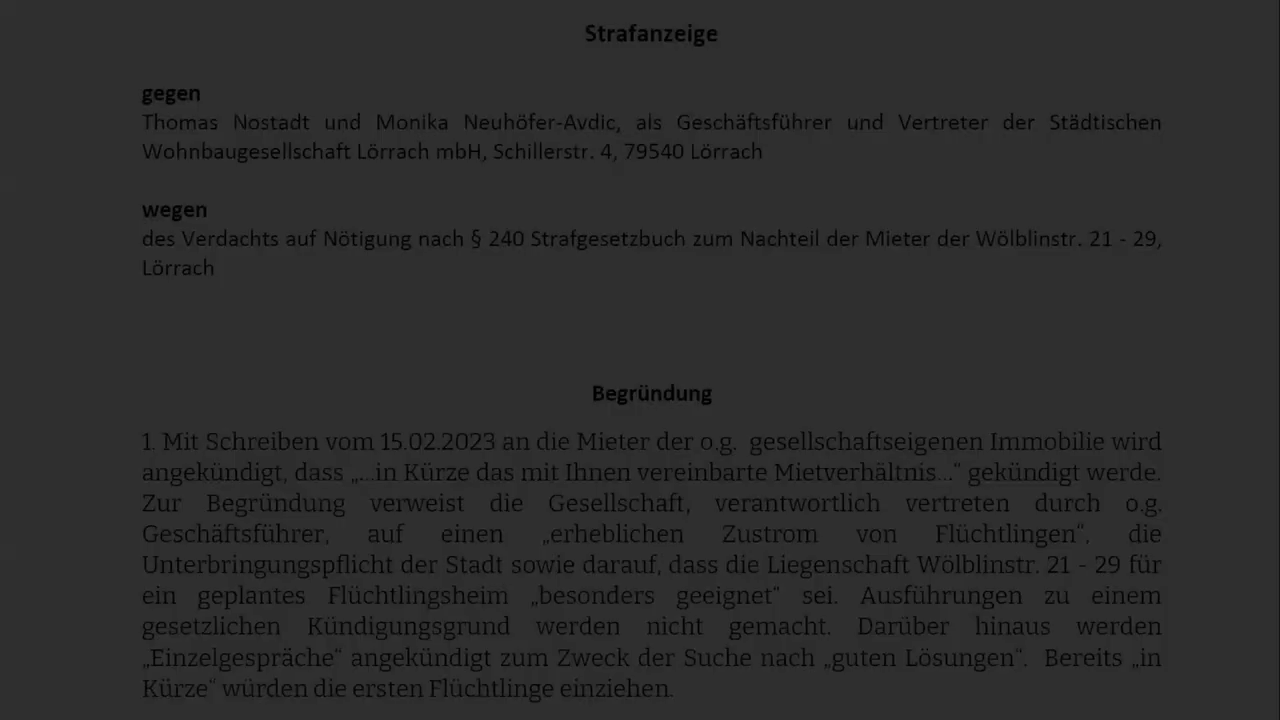 Strafanzeige
gegen
Thomas Nostadt und Monika Neuhöfer-Avdic, als Geschäftsführer und Vertreter der Städtischen
Wohnbaugesellschaft Lörrach mbH, Schillerstr. 4, 79540 Lörrach
wegen
des Verdachts auf Nötigung nach § 240 Strafgesetzbuch zum Nachteil der Mieter der Wölblinstr. 21 - 29,
Lörrach
Begründung
1. Mit Schreiben vom 15.02.2023 an die Mieter der o.g. gesellschaftseigenen Immobilie wird
angekündigt, dass „...in Kürze das mit Ihnen vereinbarte Mietverhältnis...“ gekündigt werde.
Zur Begründung verweist die Gesellschaft, verantwortlich vertreten durch o.g.
Geschäftsführer, auf einen „erheblichen Zustrom von Flüchtlingen“, die
Unterbringungspflicht der Stadt sowie darauf, dass die Liegenschaft Wölblinstr. 21 - 29 für
ein geplantes Flüchtlingsheim „besonders geeignet“ sei. Ausführungen zu einem
gesetzlichen Kündigungsgrund werden nicht gemacht. Darüber hinaus werden
„Einzelgespräche“ angekündigt zum Zweck der Suche nach „guten Lösungen“. Bereits „in
Kürze“ würden die ersten Flüchtlinge einziehen.